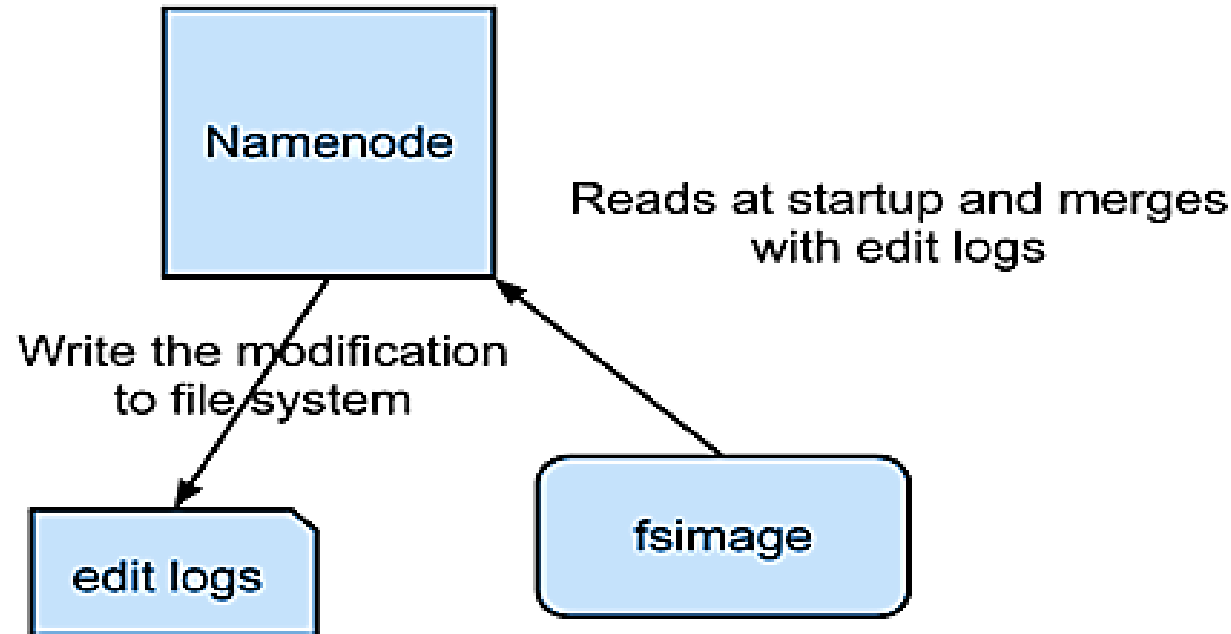 Namenode
Reads at startup and merges
with edit logs
Write the modification
to file system
fsimage
edit logs